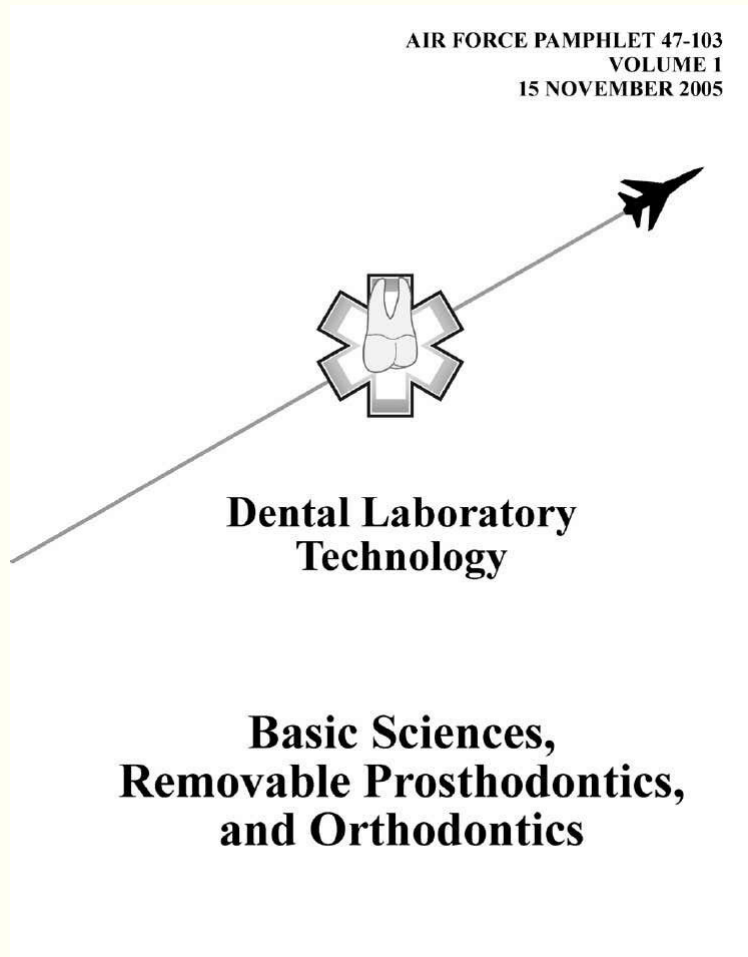 AIR FORCE PAMPHLET 47-103
VOLUME 1
15 NOVEMBER 2005
Dental Laboratory
Technology
Basic Sciences,
Removable Prosthodontics,
and Orthodontics